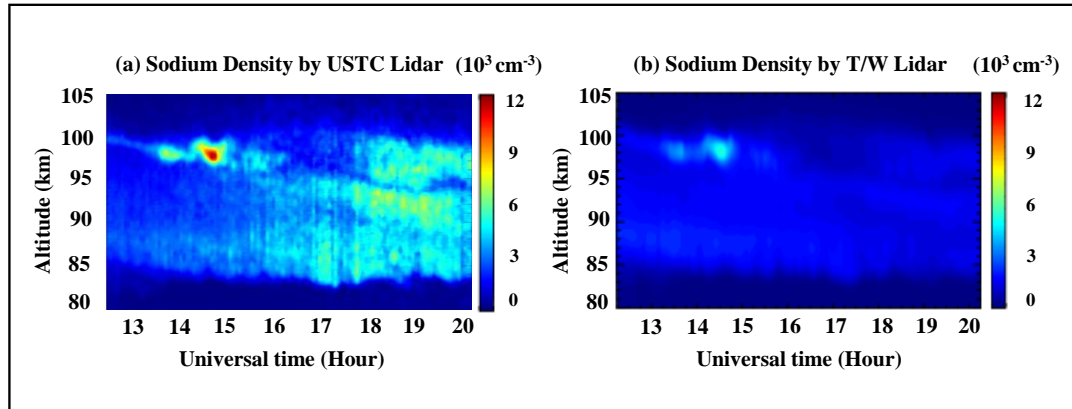 (a) Sodium Density by USTC Lidar (10³ cm⁻³)
105
100
95
90
85
80
Altitude (km)
13 14 15 16 17 18 19 20
Universal time (Hour)
12
9
6
3
0
(b) Sodium Density by T/W Lidar (10³ cm⁻³)
105
100
95
90
85
80
Altitude (km)
13 14 15 16 17 18 19 20
Universal time (Hour)
12
9
6
3
0